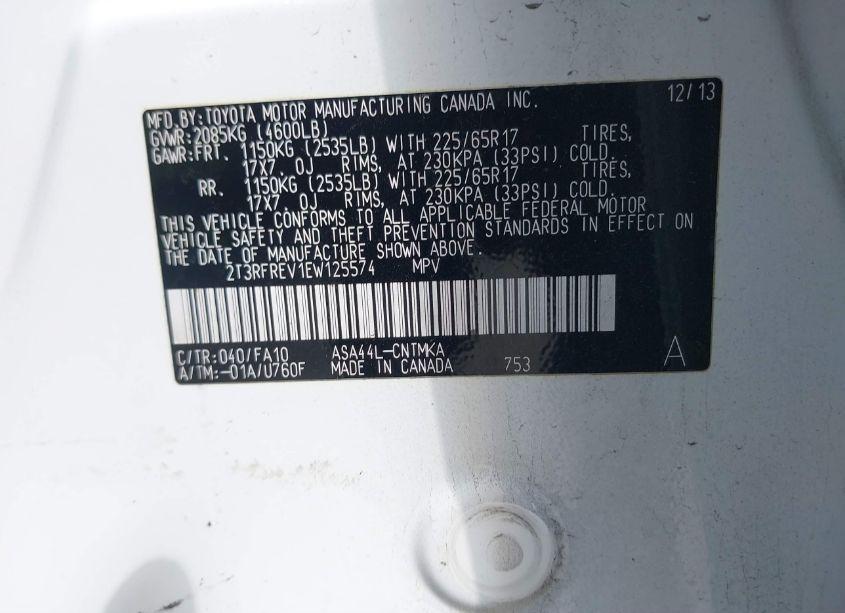 MFD.BY:TOYOTA MOTOR MANUFACTURING CANADA INC. 12/13
GVWR:2085KG (4600LB)
GAWR:FRT. 1150KG (2535LB) WITH 225/65R17 TIRES,
17X7.0J RIMS, AT 230KPA (33PSI) COLD.
RR. 1150KG (2535LB) WITH 225/65R17 TIRES,
17X7.0J RIMS, AT 230KPA (33PSI) COLD.
THIS VEHICLE CONFORMS TO ALL APPLICABLE FEDERAL MOTOR
VEHICLE SAFETY AND THEFT PREVENTION STANDARDS IN EFFECT ON
THE DATE OF MANUFACTURE SHOWN ABOVE.
2T3RFREV1EW125574 MPV
C/TR:040/FA10 ASA44L-CNTMKA
A/TM:-01A/U760F MADE IN CANADA 753 A